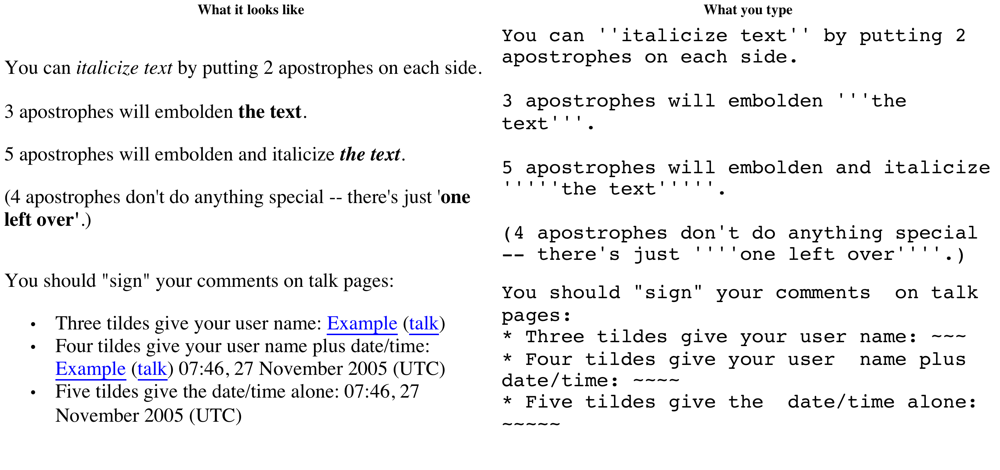 What it looks like
What you type
You can italicize text by putting 2 apostrophes on each side.
3 apostrophes will embolden the text.
5 apostrophes will embolden and italicize the text.
(4 apostrophes don't do anything special -- there's just 'one
left over'.)
You should "sign" your comments on talk pages:
• Three tildes give your user name: Example (talk)
• Four tildes give your user name plus date/time:
Example (talk) 07:46, 27 November 2005 (UTC)
• Five tildes give the date/time alone: 07:46, 27
November 2005 (UTC)
You can ''italicize text'' by putting 2
apostrophes on each side.
3 apostrophes will embolden '''the
text'''.
5 apostrophes will embolden and italicize
'''''the text'''''.
(4 apostrophes don't do anything special
-- there's just ''''one left over''''.)
You should "sign" your comments  on talk
pages:
* Three tildes give your user name: ~~~
* Four tildes give your user  name plus
date/time: ~~~~
* Five tildes give the  date/time alone:
~~~~~